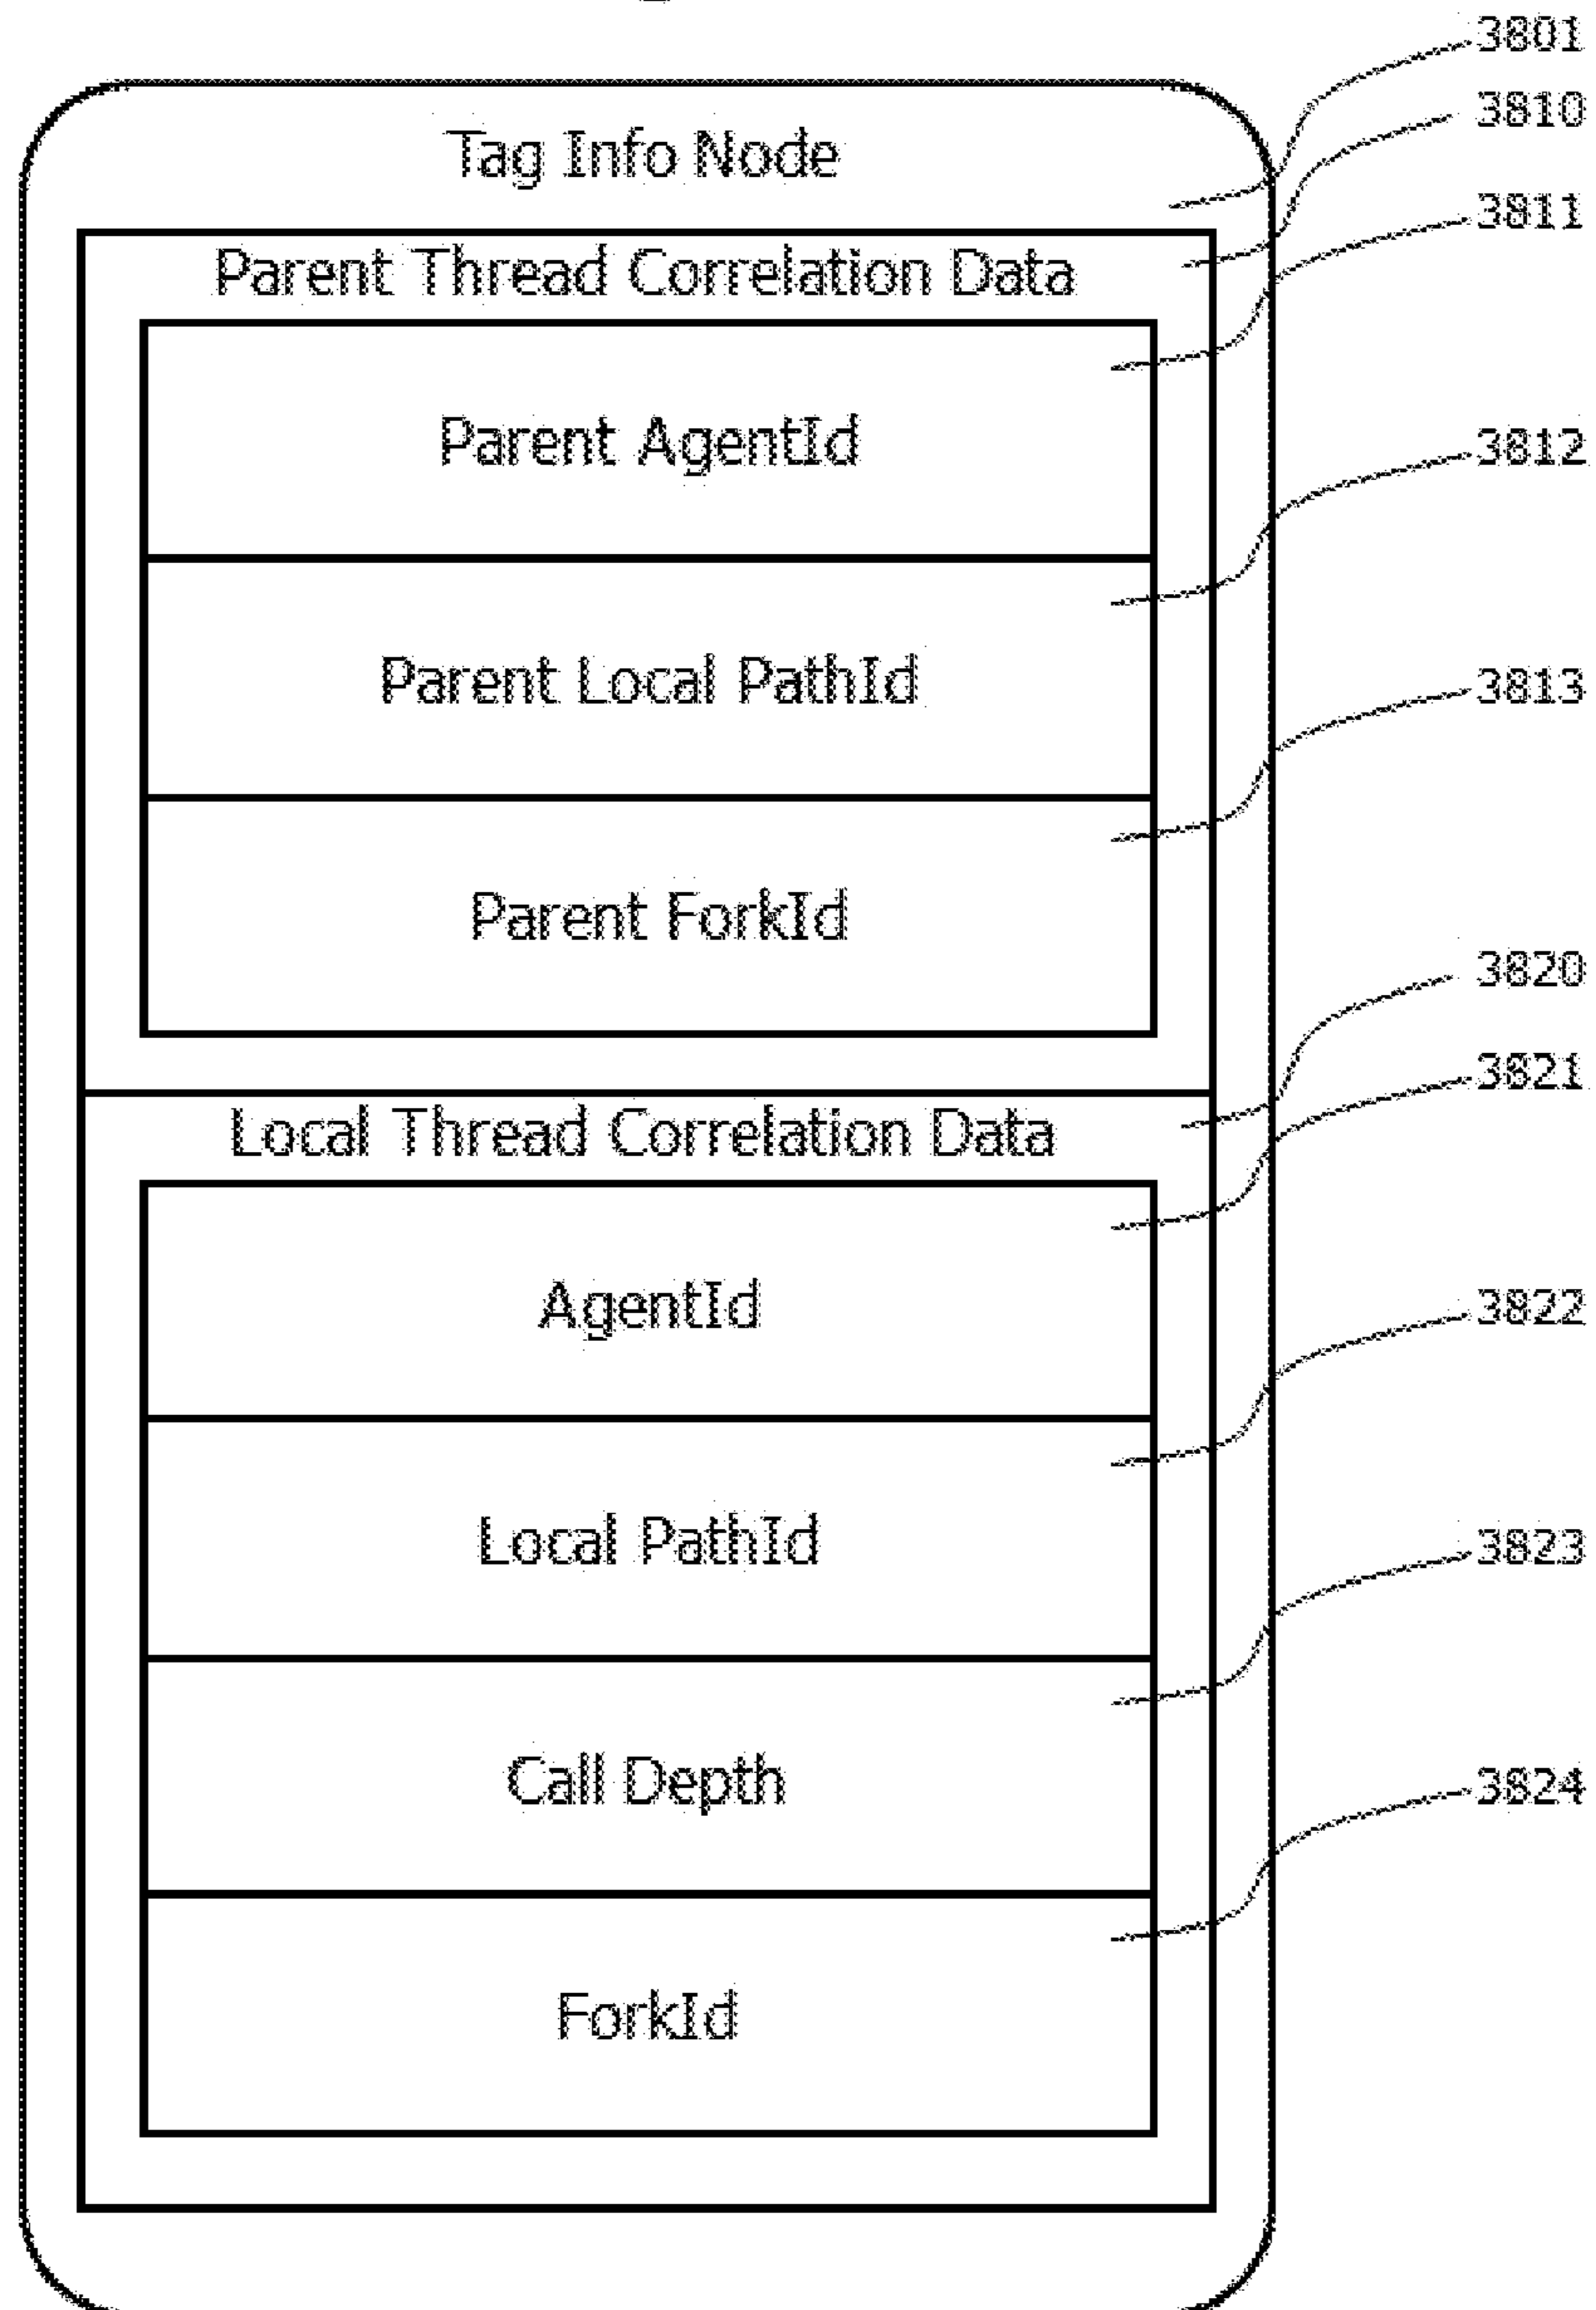 3801
Tag Info Node
3810
Parent Thread Correlation Data
3811
Parent AgentId
3812
Parent Local PathId
3813
Parent ForkId
3820
Local Thread Correlation Data
3821
AgentId
3822
Local PathId
3823
Call Depth
3824
ForkId